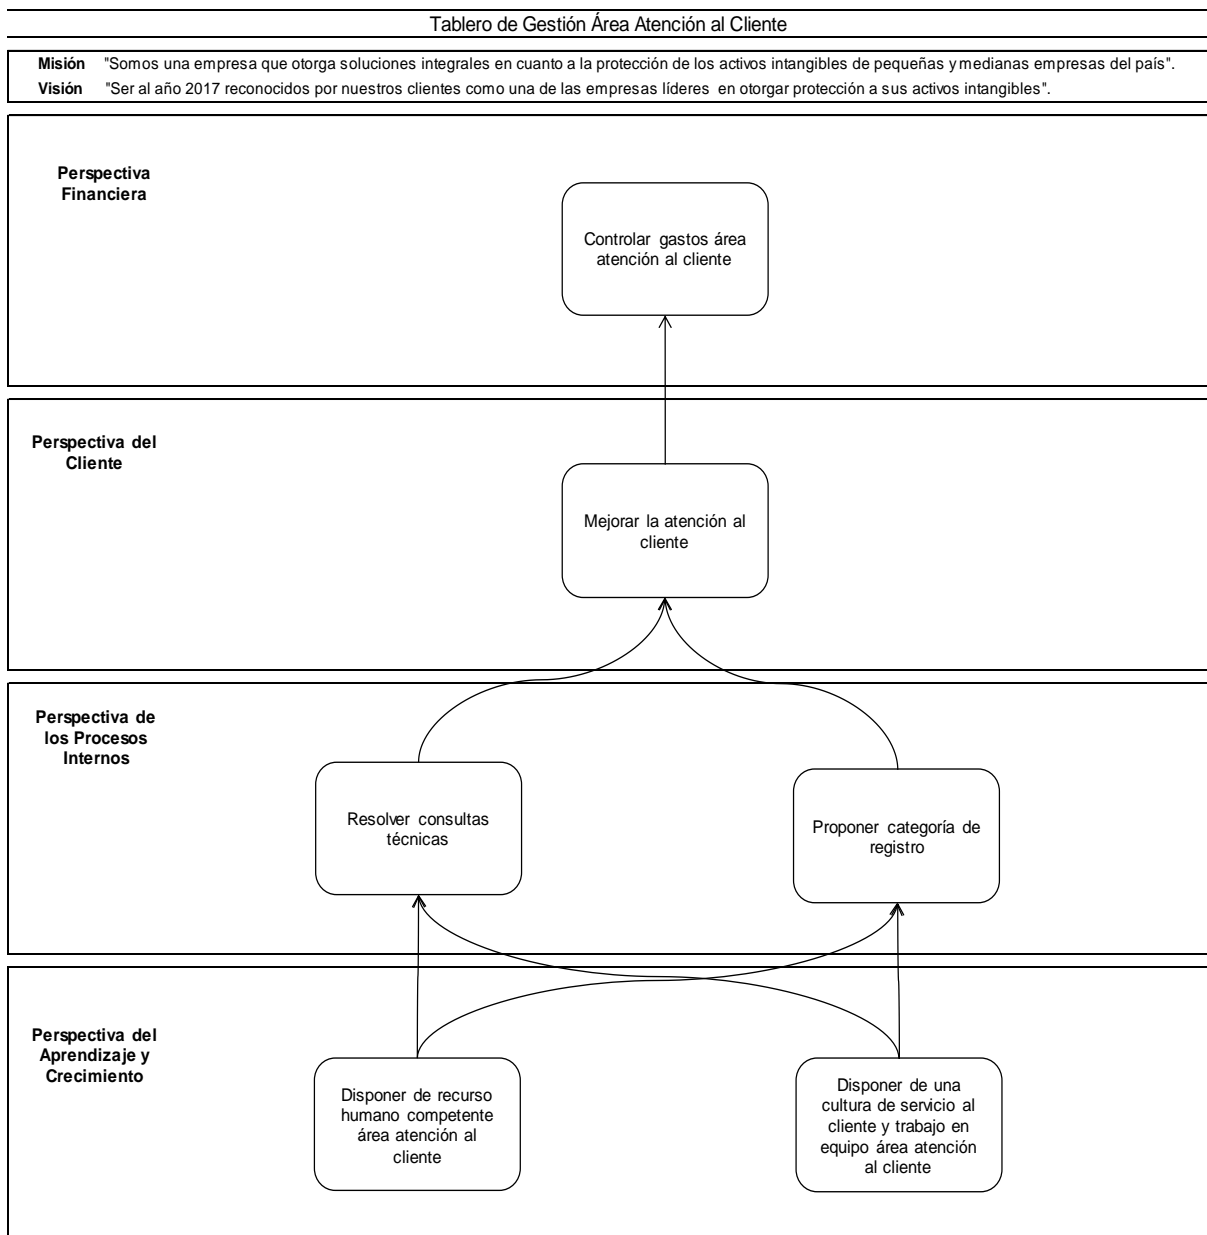 Tablero de Gestión Área Atención al Cliente
Misión "Somos una empresa que otorga soluciones integrales en cuanto a la protección de los activos intangibles de pequeñas y medianas empresas del país".
Visión "Ser al año 2017 reconocidos por nuestros clientes como una de las empresas líderes en otorgar protección a sus activos intangibles".
Perspectiva
Financiera
Controlar gastos área
atención al cliente
Perspectiva del
Cliente
Mejorar la atención al
cliente
Perspectiva de
los Procesos
Internos
Resolver consultas
técnicas
Proponer categoría de
registro
Perspectiva del
Aprendizaje y
Crecimiento
Disponer de recurso
humano competente
área atención al
cliente
Disponer de una
cultura de servicio al
cliente y trabajo en
equipo área atención
al cliente